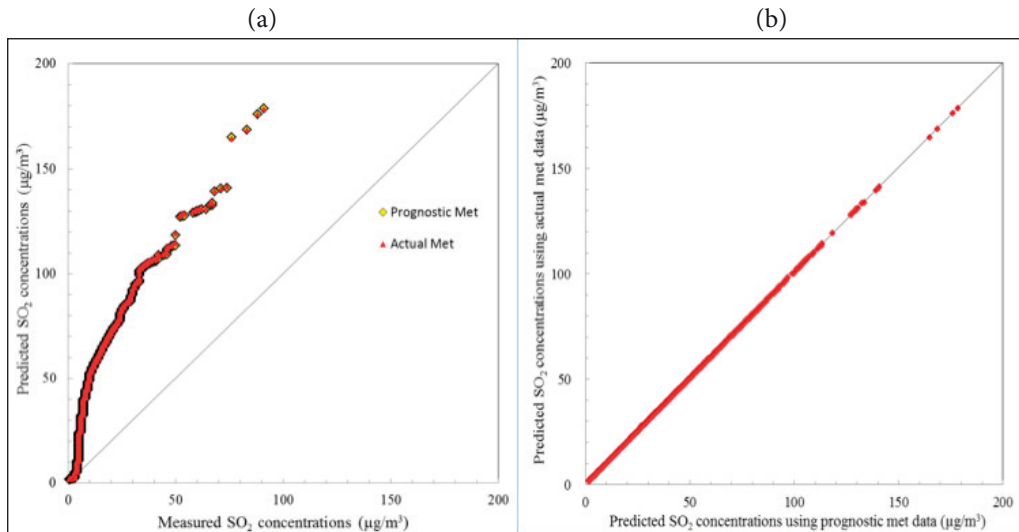 (a)
(b)
Predicted SO₂ concentrations (µg/m³)
200
150
100
50
0
0
50
100
150
200
Measured SO₂ concentrations (µg/m³)
Prognostic Met
Actual Met
Predicted SO₂ concentrations using actual met data (µg/m³)
200
150
100
50
0
0
50
100
150
200
Predicted SO₂ concentrations using prognostic met data (µg/m³)